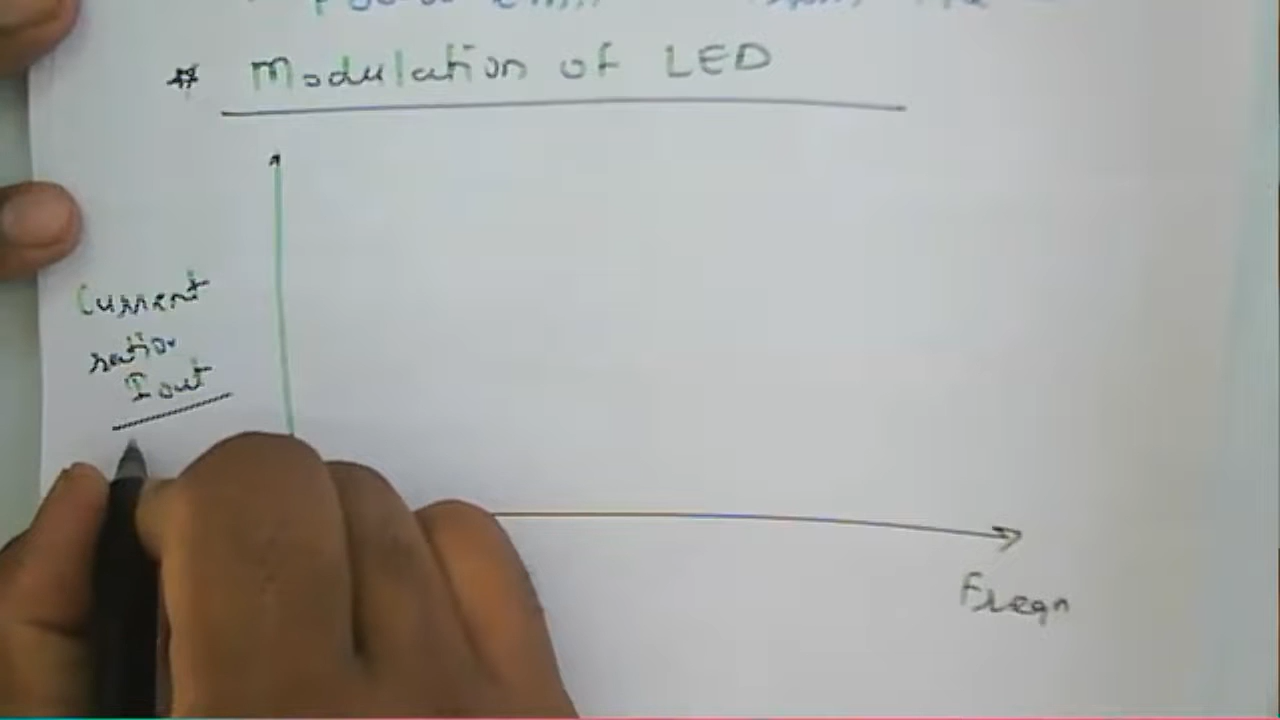 * Modulation of LED
Current
ratio
Iout
Freqn